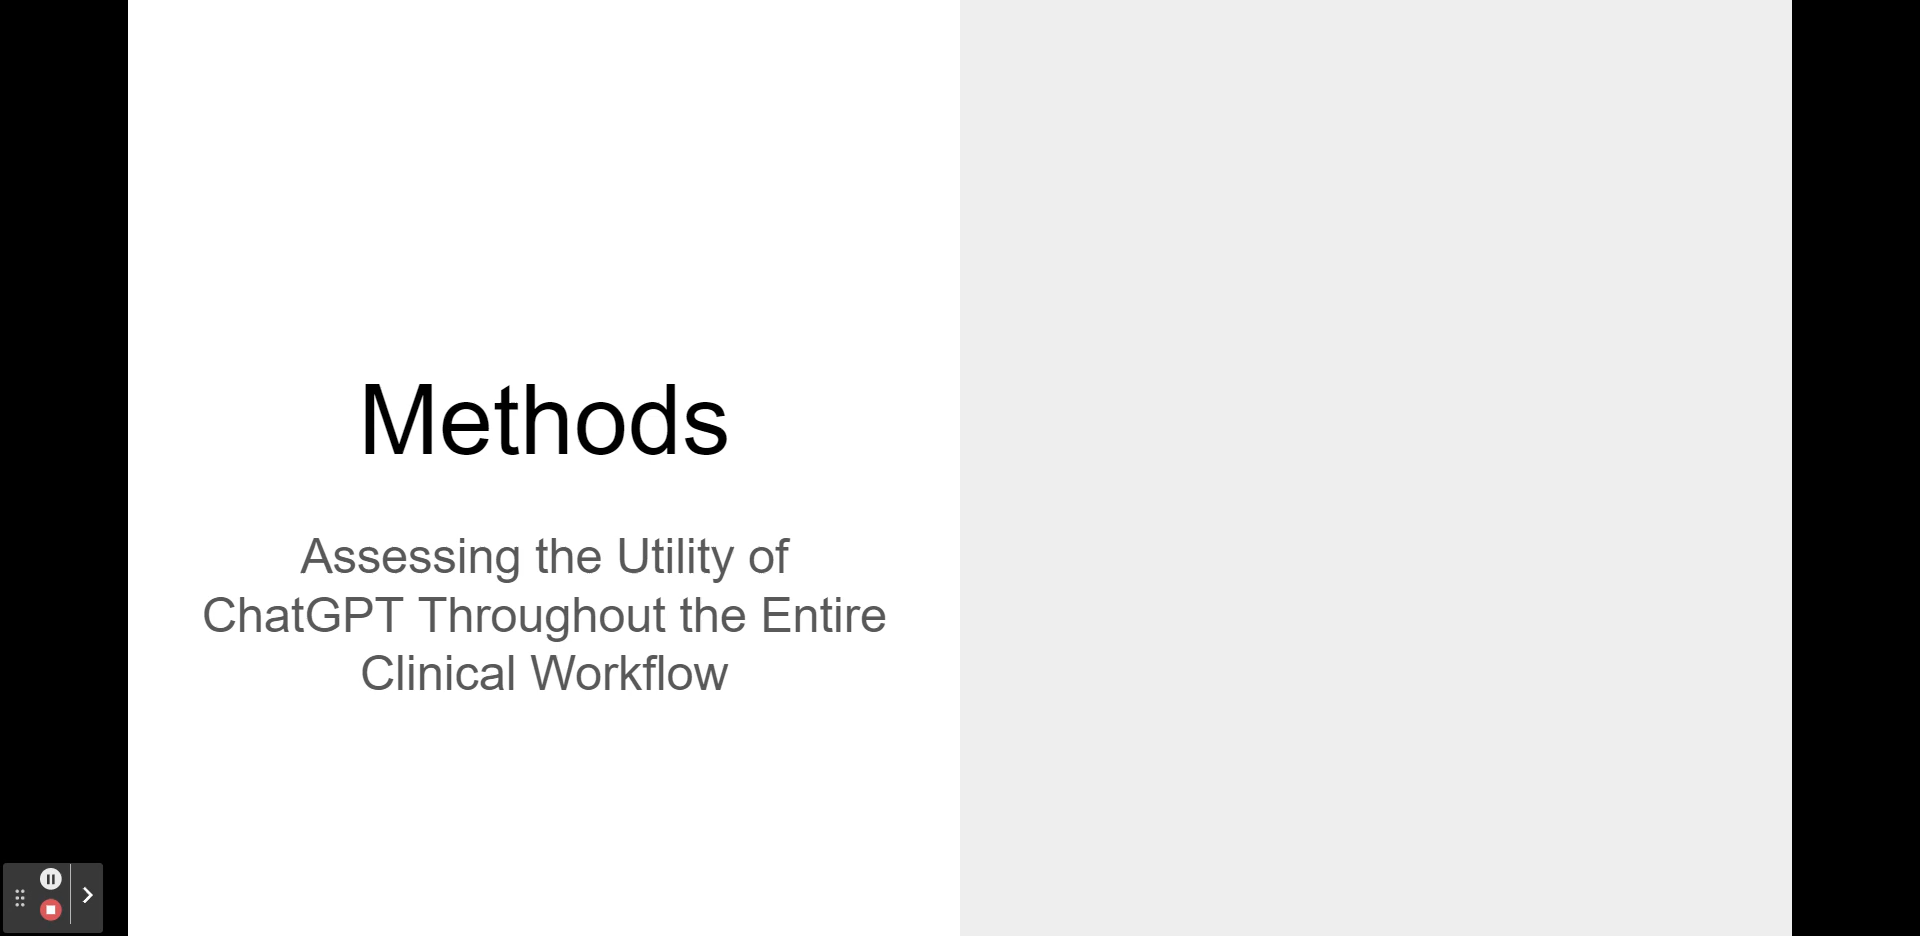 Methods
Assessing the Utility of
ChatGPT Throughout the Entire
Clinical Workflow